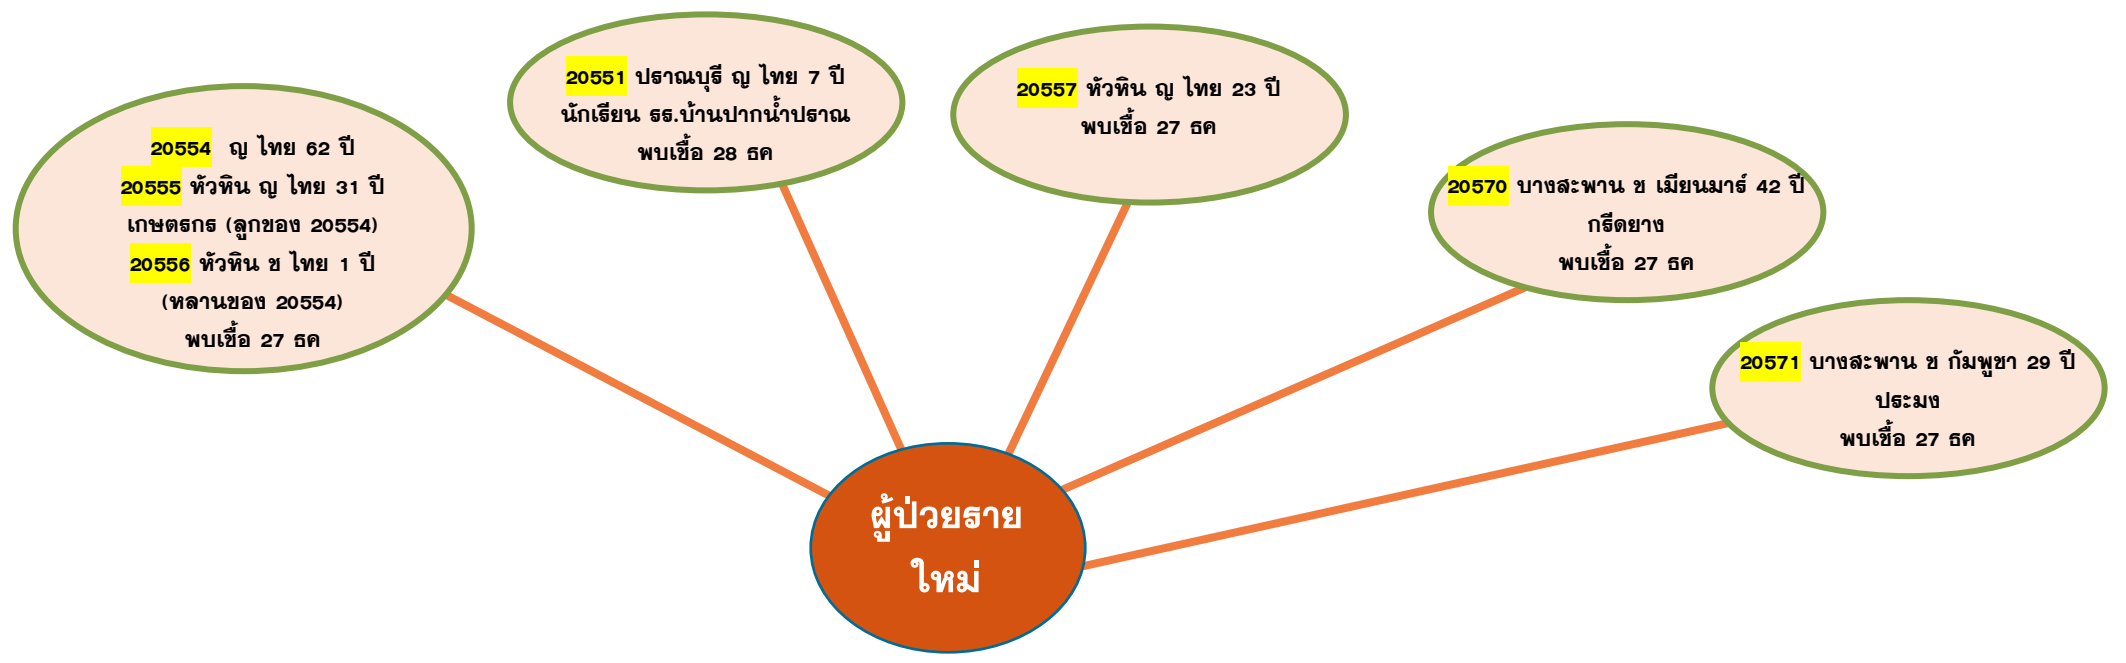 20554 ญ ไทย 62 ปี
20555 หัวหิน ญ ไทย 31 ปี
เกษตรกร (ลูกของ 20554)
20556 หัวหิน ช ไทย 1 ปี
(หลานของ 20554)
พบเชื้อ 27 ธค
20551 ปราณบุรี ญ ไทย 7 ปี
นักเรียน รร.บ้านปากน้ำปราณ
พบเชื้อ 28 ธค
20557 หัวหิน ญ ไทย 23 ปี
พบเชื้อ 27 ธค
20570 บางสะพาน ช เมียนมาร์ 42 ปี
กรีดยาง
พบเชื้อ 27 ธค
20571 บางสะพาน ช กัมพูชา 29 ปี
ประมง
พบเชื้อ 27 ธค
ผู้ป่วยราย
ใหม่